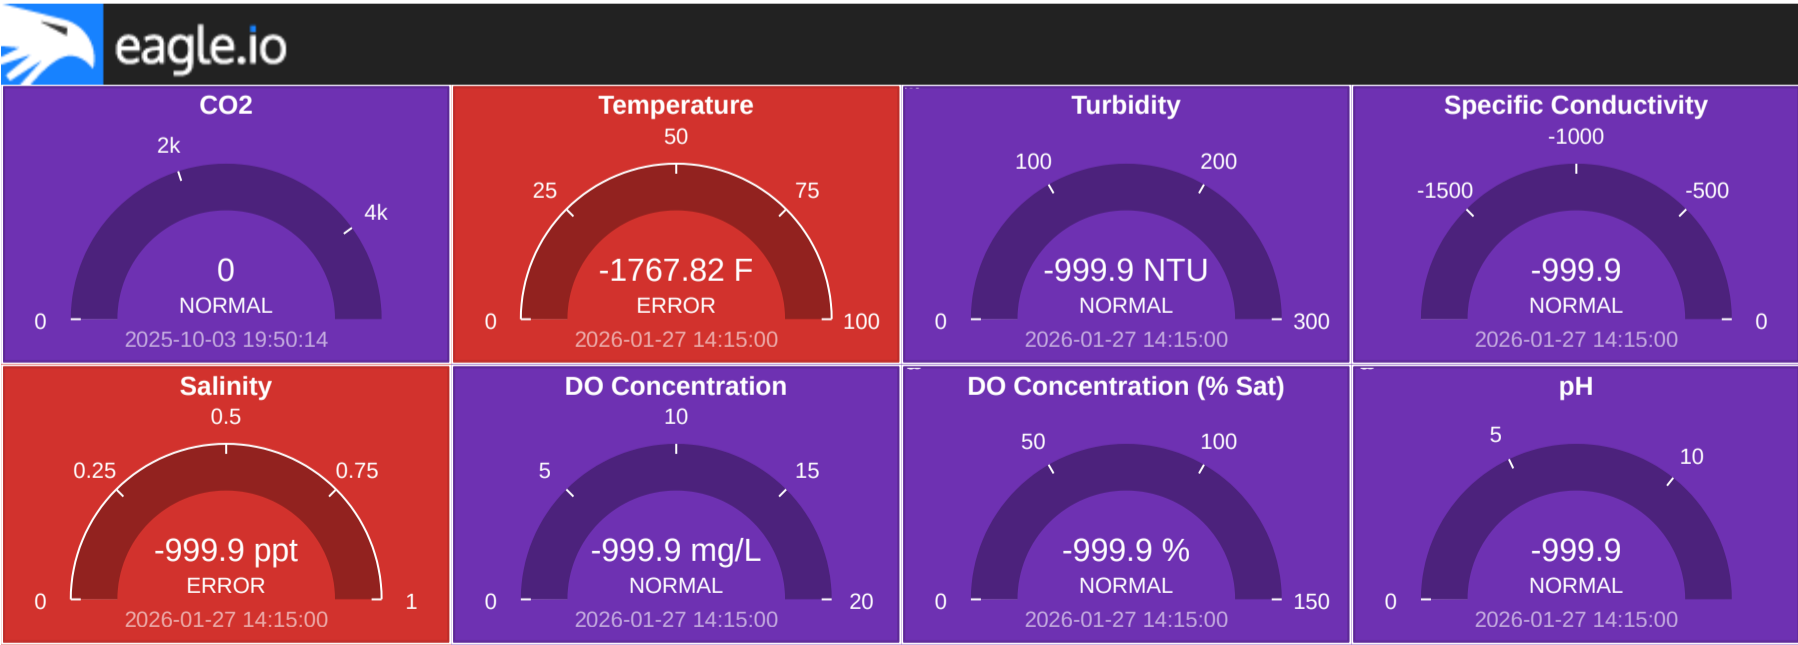 eagle.io
CO2
2k
4k
0
NORMAL
0
2025-10-03 19:50:14
Temperature
50
25
75
-1767.82 F
ERROR
0
100
2026-01-27 14:15:00
Turbidity
100
200
-999.9 NTU
NORMAL
0
300
2026-01-27 14:15:00
Specific Conductivity
-1000
-1500
-500
-999.9
NORMAL
0
2026-01-27 14:15:00
Salinity
0.5
0.25
0.75
-999.9 ppt
ERROR
0
1
2026-01-27 14:15:00
DO Concentration
10
5
15
-999.9 mg/L
NORMAL
0
20
2026-01-27 14:15:00
DO Concentration (% Sat)
50
100
-999.9 %
NORMAL
0
150
2026-01-27 14:15:00
pH
5
10
-999.9
NORMAL
0
2026-01-27 14:15:00